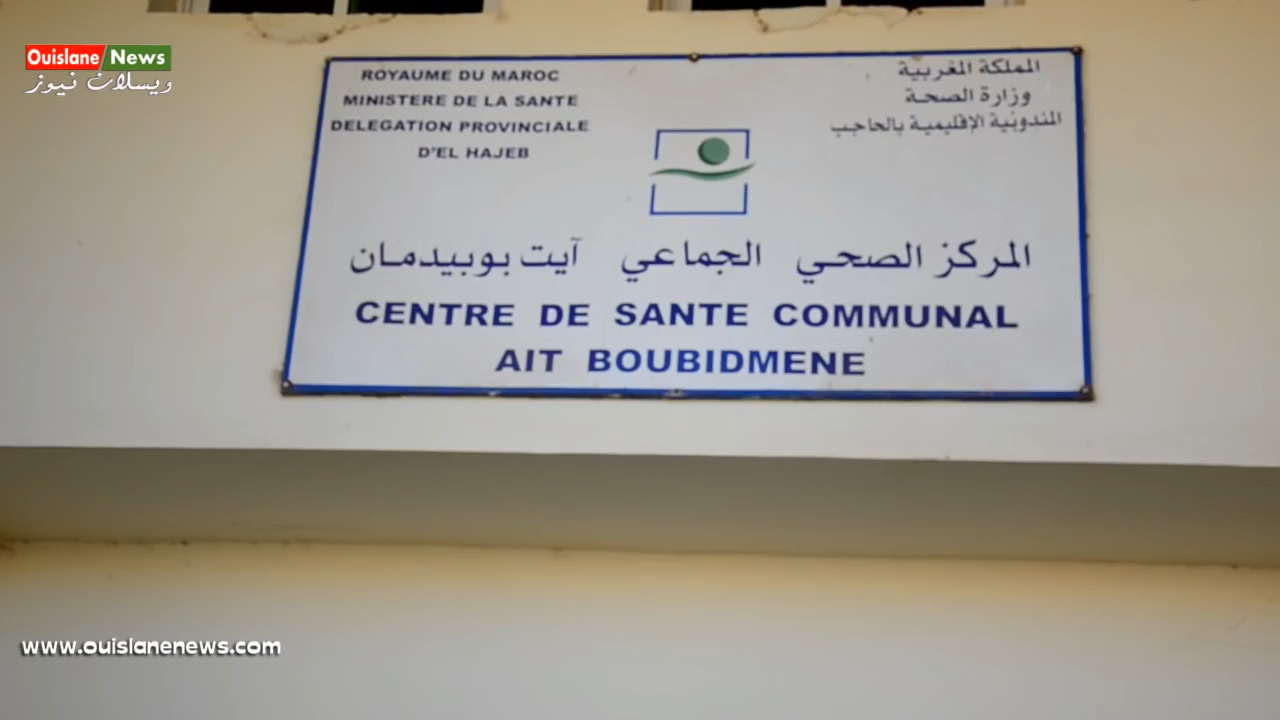 Ouislane News
ويسلات نيوز
ROYAUME DU MAROC
MINISTERE DE LA SANTE
DELEGATION PROVINCIALE
D'EL HAJEB
المملكة المغربية
وزارة الصحة
المندوبية الإقليمية بالحاجب
المركز الصحي الجماعي آيت بوبيدمان
CENTRE DE SANTE COMMUNAL
AIT BOUBIDMENE
www.ouislanenews.com